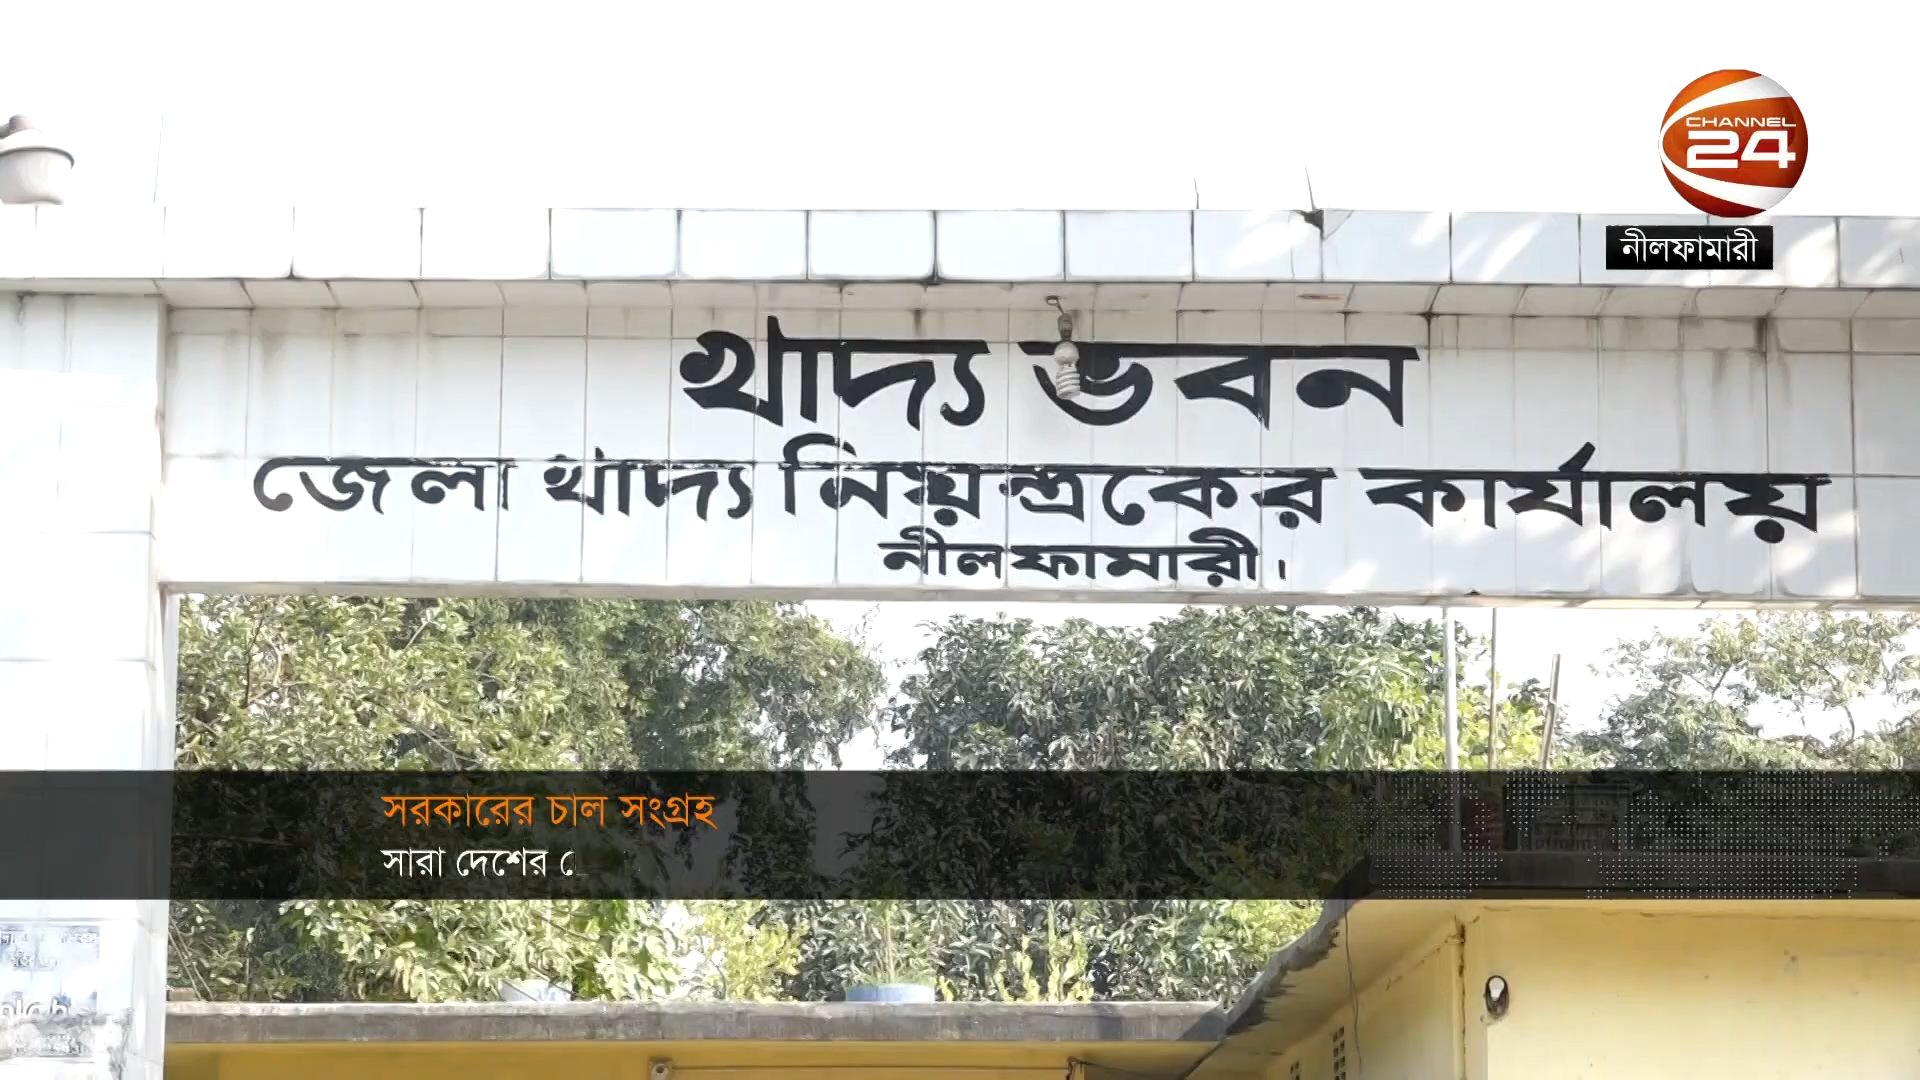 CHANNEL
24
নীলফামারী
খাদ্য ভবন
জেলা খাদ্য নিয়ন্ত্রকের কার্যালয়
নীলফামারী।
সরকারের চাল সংগ্রহ
সারা দেশের